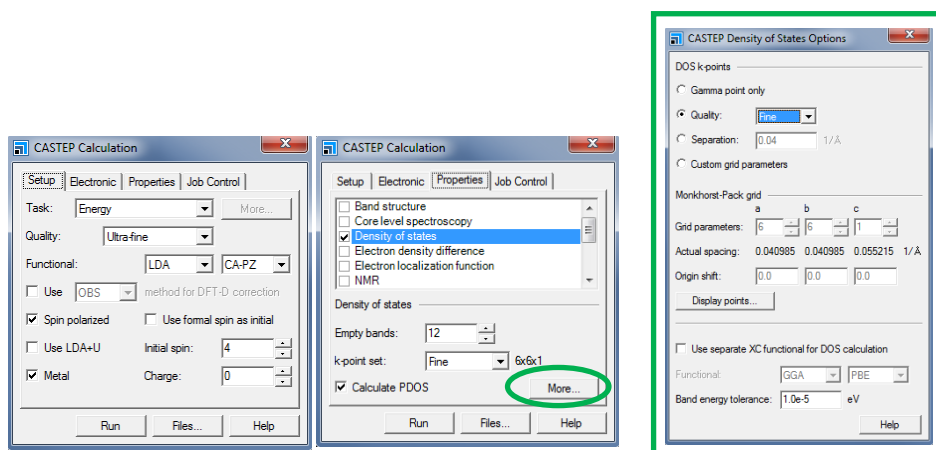 CASTEP Calculation
Setup Electronic Properties Job Control
Task: Energy More...
Quality: Ultra-fine
Functional: LDA CA-PZ
Use OBS method for DFT-D correction
Spin polarized Use formal spin as initial
Use LDA+U Initial spin: 4
Metal Charge: 0
Run Files... Help
CASTEP Calculation
Setup Electronic Properties Job Control
Band structure
Core level spectroscopy
Density of states
Electron density difference
Electron localization function
NMR
Density of states
Empty bands: 12
k-point set: Fine 6x6x1
Calculate PDOS More...
Run Files... Help
CASTEP Density of States Options
DOS k-points
Gamma point only
Quality: Fine
Separation: 0.04 1/Å
Custom grid parameters
Monkhorst-Pack grid
a b c
Grid parameters: 6 6 1
Actual spacing: 0.040985 0.040985 0.055215 1/Å
Origin shift: 0.0 0.0 0.0
Display points...
Use separate XC functional for DOS calculation
Functional: GGA PBE
Band energy tolerance: 1.0e-5 eV
Help